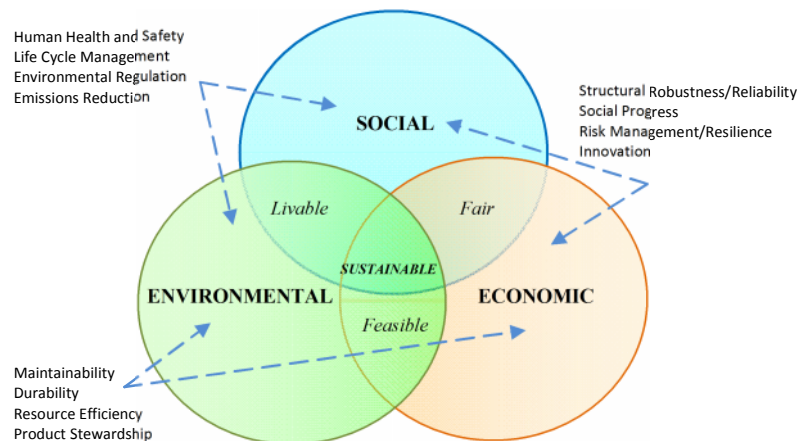 Human Health and Safety
Life Cycle Management
Environmental Regulation
Emissions Reduction
Structural Robustness/Reliability
Social Progress
Risk Management/Resilience
Innovation
SOCIAL
Livable
Fair
SUSTAINABLE
ENVIRONMENTAL
ECONOMIC
Feasible
Maintainability
Durability
Resource Efficiency
Product Stewardship